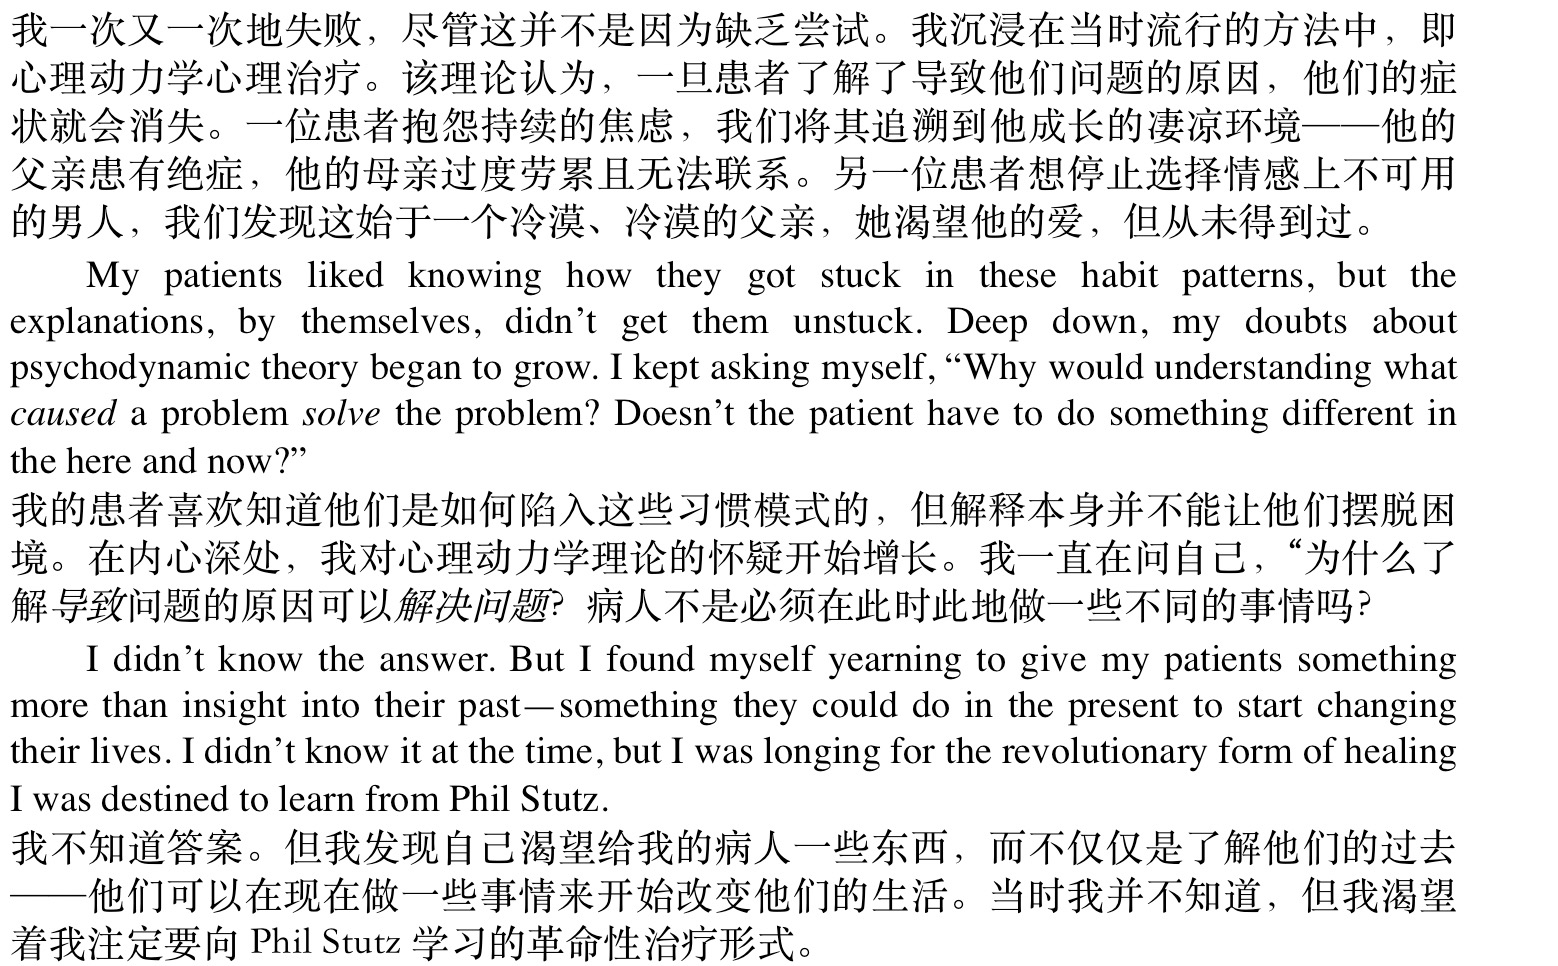 我一次又一次地失败，尽管这并不是因为缺乏尝试。我沉浸在当时流行的方法中，即
心理动力学心理治疗。该理论认为，一旦患者了解了导致他们问题的原因，他们的症
状就会消失。一位患者抱怨持续的焦虑，我们将其追溯到他成长的凄凉环境——他的
父亲患有绝症，他的母亲过度劳累且无法联系。另一位患者想停止选择情感上不可用
的男人，我们发现这始于一个冷漠、冷漠的父亲，她渴望他的爱，但从未得到过。
My patients liked knowing how they got stuck in these habit patterns, but the
explanations, by themselves, didn’t get them unstuck. Deep down, my doubts about
psychodynamic theory began to grow. I kept asking myself, “Why would understanding what
caused a problem solve the problem? Doesn’t the patient have to do something different in
the here and now?”
我的患者喜欢知道他们是如何陷入这些习惯模式的，但解释本身并不能让他们摆脱困
境。在内心深处，我对心理动力学理论的怀疑开始增长。我一直在问自己，“为什么了
解导致问题的原因可以解决问题？病人不是必须在此时此地做一些不同的事情吗？
I didn’t know the answer. But I found myself yearning to give my patients something
more than insight into their past—something they could do in the present to start changing
their lives. I didn’t know it at the time, but I was longing for the revolutionary form of healing
I was destined to learn from Phil Stutz.
我不知道答案。但我发现自己渴望给我的病人一些东西，而不仅仅是了解他们的过去
——他们可以在现在做一些事情来开始改变他们的生活。当时我并不知道，但我渴望
着我注定要向 Phil Stutz 学习的革命性治疗形式。